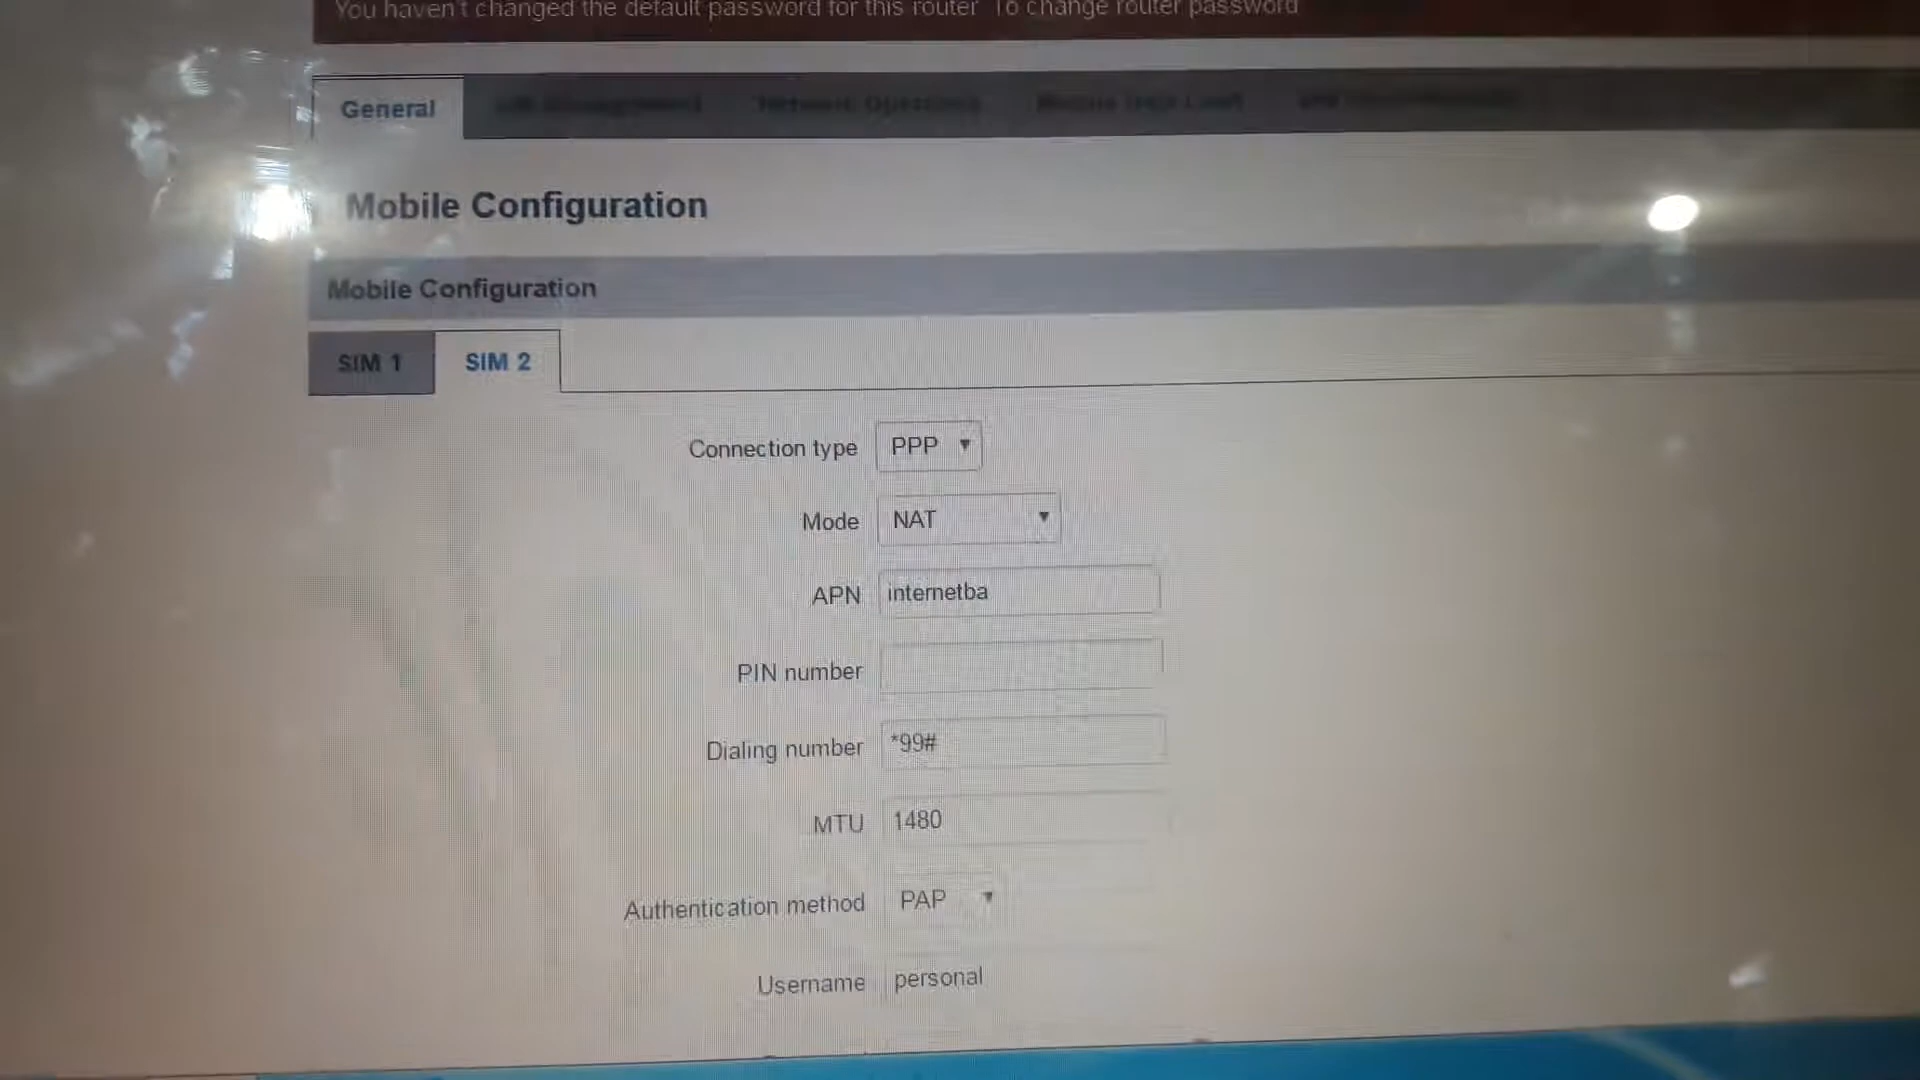 You haven't changed the default password for this router. To change router password
General
Mobile Configuration
Mobile Configuration
SIM 1
SIM 2
Connection type PPP
Mode NAT
APN internetba
PIN number
Dialing number *99#
MTU 1480
Authentication method PAP
Username personal